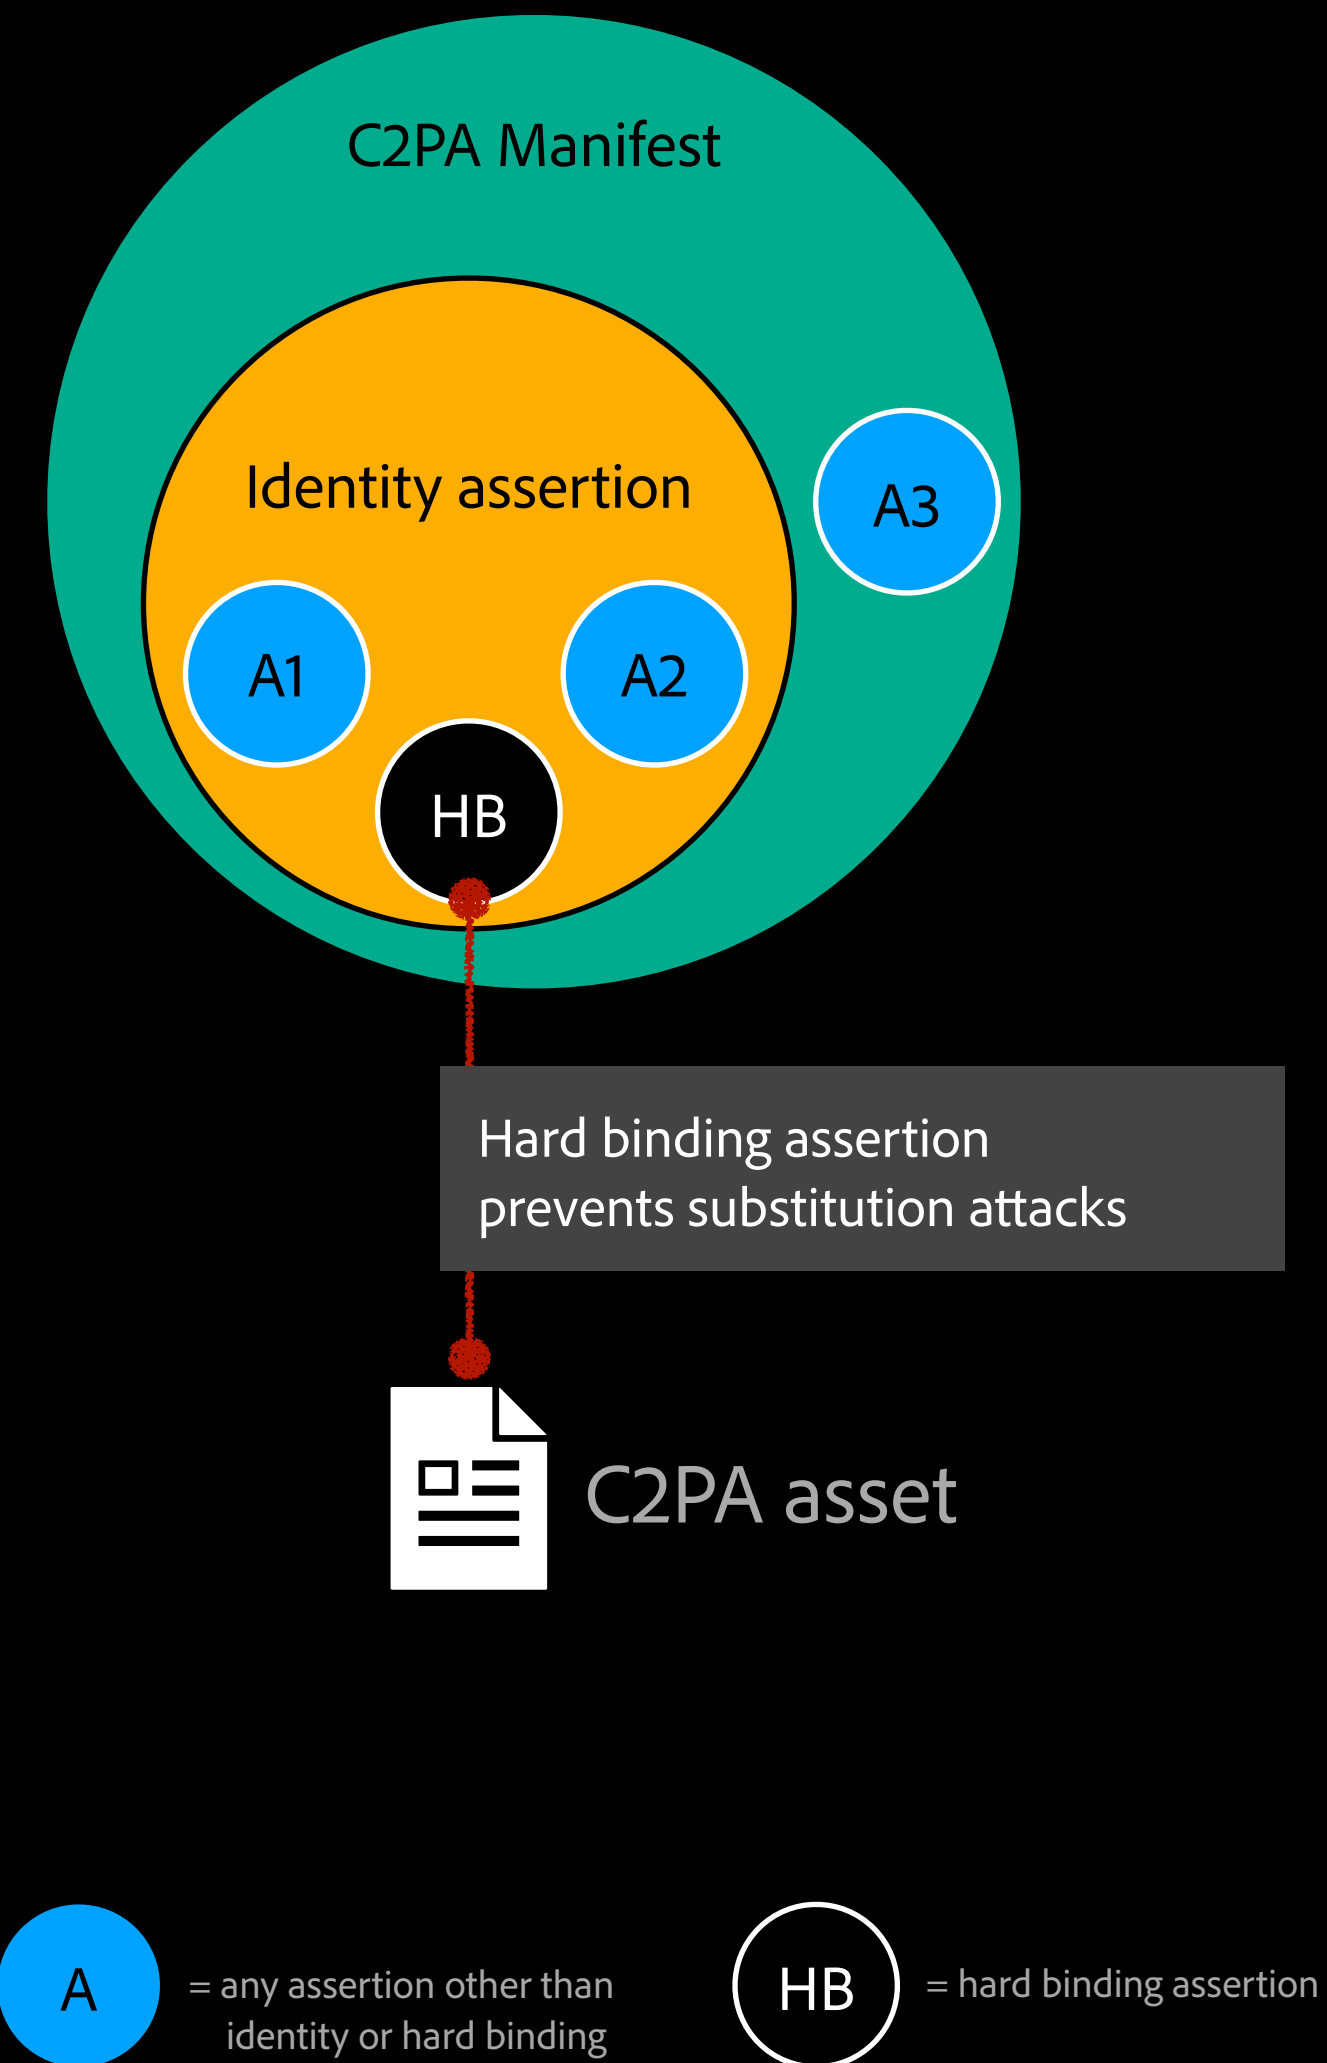 C2PA Manifest
Identity assertion
A3
A1
A2
HB
Hard binding assertion
prevents substitution attacks
C2PA asset
A
= any assertion other than
identity or hard binding
HB
= hard binding assertion